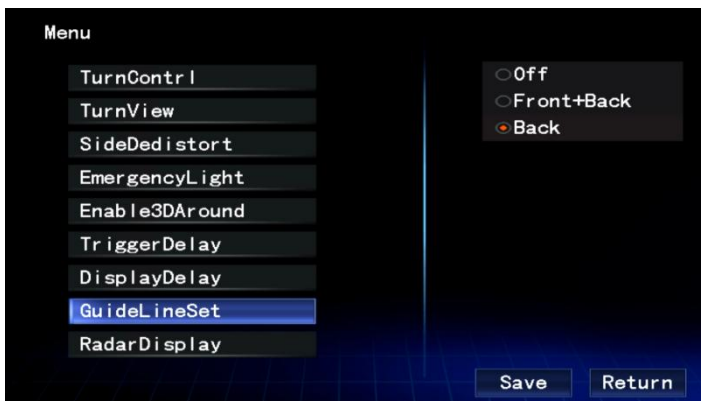 Menu
TurnContrl
TurnView
SideDedistort
EmergencyLight
Enable3DAround
TriggerDelay
DisplayDelay
GuideLineSet
RadarDisplay
Off
Front+Back
Back
Save Return